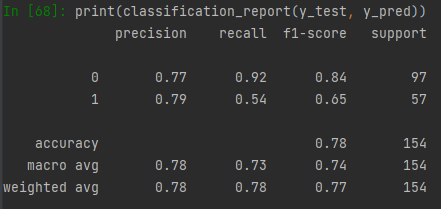 In [68]: print(classification_report(y_test, y_pred))
precision recall f1-score support
0 0.77 0.92 0.84 97
1 0.79 0.54 0.65 57
accuracy 0.78 154
macro avg 0.78 0.73 0.74 154
weighted avg 0.78 0.78 0.77 154